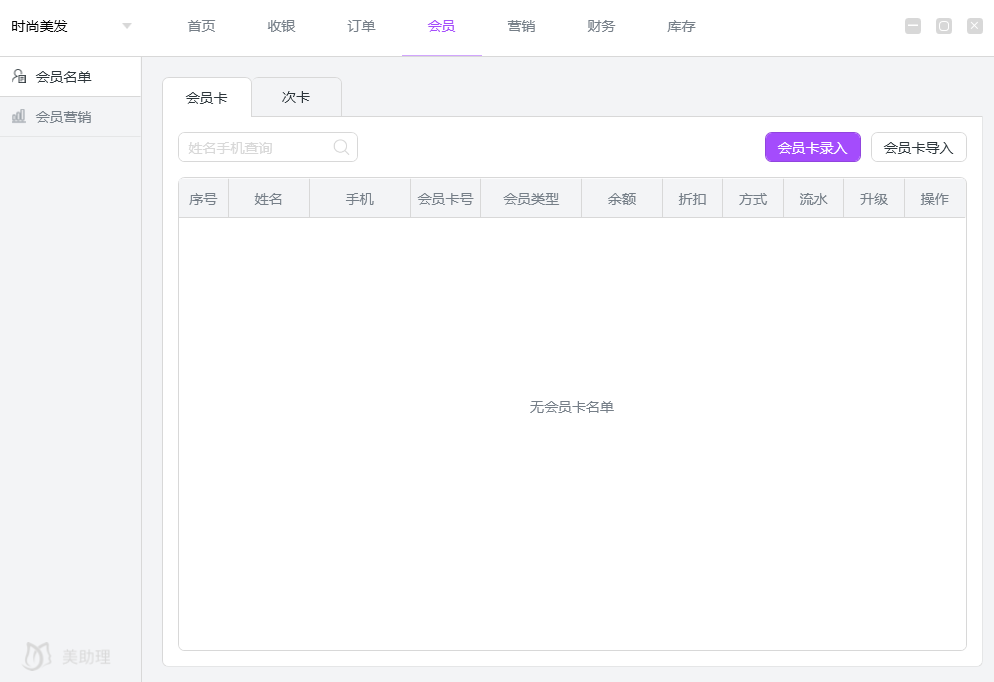 时尚美发 首页 收银 订单 会员 营销 财务 库存
会员名单
会员营销
会员卡 次卡
姓名手机查询 会员卡录入 会员卡导入
序号 姓名 手机 会员卡号 会员类型 余额 折扣 方式 流水 升级 操作
无会员卡名单
美助理